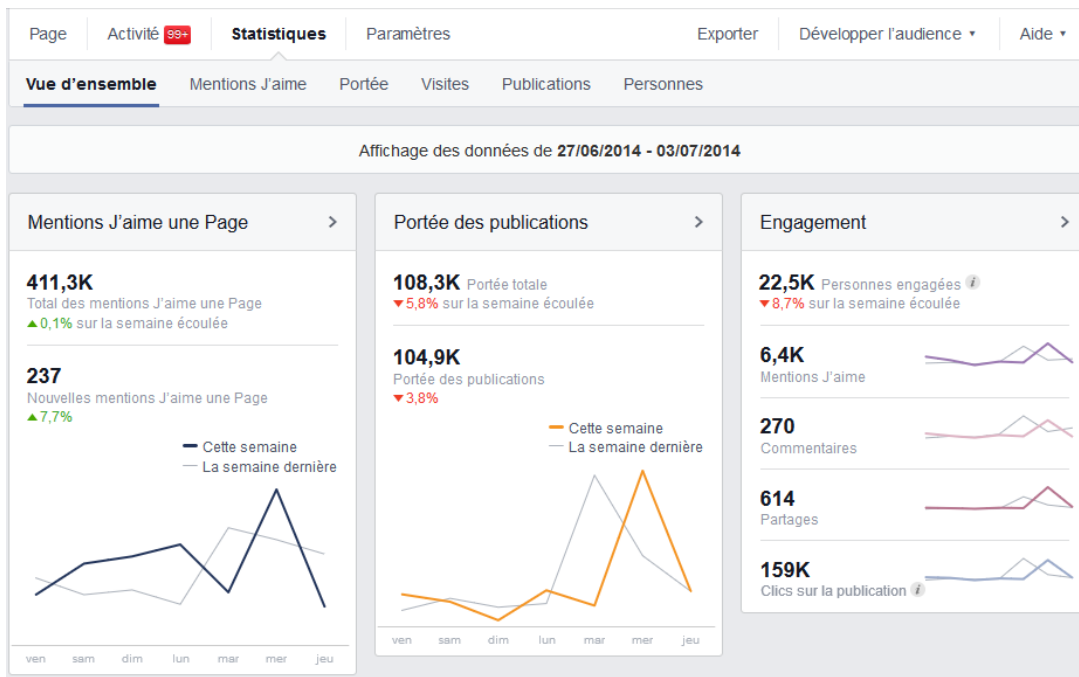 Page Activité 99+ Statistiques Paramètres Exporter Développer l'audience Aide
Vue d'ensemble Mentions J'aime Portée Visites Publications Personnes
Affichage des données de 27/06/2014 - 03/07/2014
Mentions J'aime une Page
411,3K
Total des mentions J'aime une Page
0,1% sur la semaine écoulée
237
Nouvelles mentions J'aime une Page
7,7%
Cette semaine
La semaine dernière
ven sam dim lun mar mer jeu
Portée des publications
108,3K Portée totale
5,8% sur la semaine écoulée
104,9K
Portée des publications
3,8%
Cette semaine
La semaine dernière
ven sam dim lun mar mer jeu
Engagement
22,5K Personnes engagées i
8,7% sur la semaine écoulée
6,4K
Mentions J'aime
270
Commentaires
614
Partages
159K
Clics sur la publication i